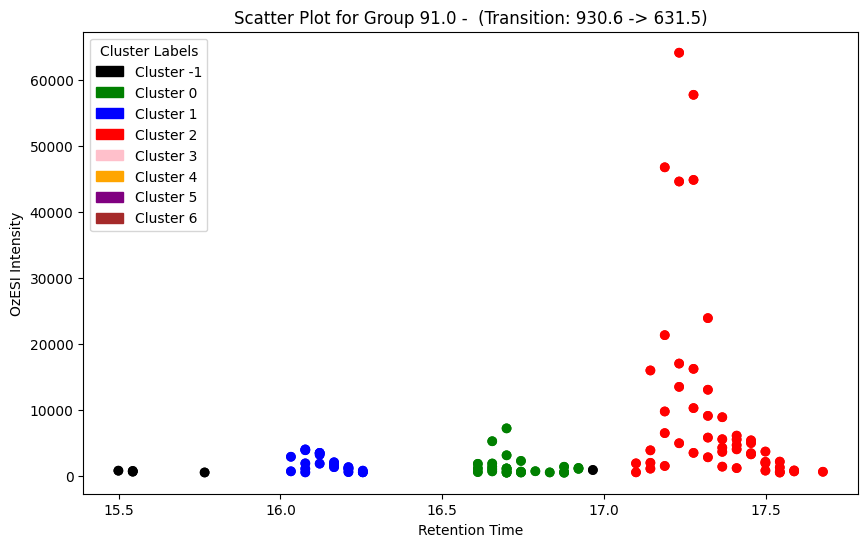 Scatter Plot for Group 91.0 -  (Transition: 930.6 -> 631.5)
Cluster Labels
Cluster -1
Cluster 0
Cluster 1
Cluster 2
Cluster 3
Cluster 4
Cluster 5
Cluster 6
OzESI Intensity
60000
50000
40000
30000
20000
10000
0
15.5 16.0 16.5 17.0 17.5
Retention Time